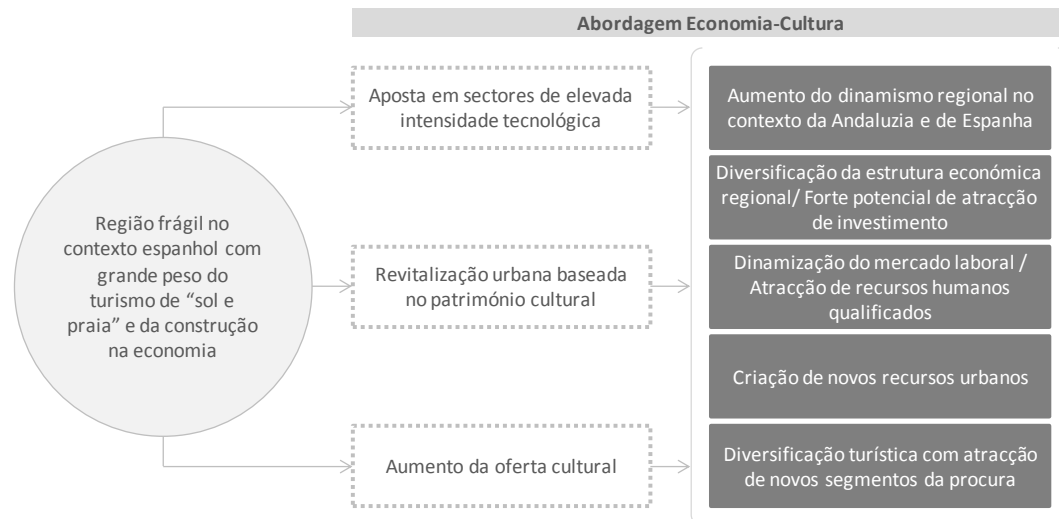 Abordagem Economia-Cultura
Região frágil no
contexto espanhol com
grande peso do
turismo de “sol e
praia” e da construção
na economia
Aposta em sectores de elevada
intensidade tecnológica
Revitalização urbana baseada
no património cultural
Aumento da oferta cultural
Aumento do dinamismo regional no
contexto da Andaluzia e de Espanha
Diversificação da estrutura económica
regional/ Forte potencial de atracção
de investimento
Dinamização do mercado laboral /
Atracção de recursos humanos
qualificados
Criação de novos recursos urbanos
Diversificação turística com atracção
de novos segmentos da procura